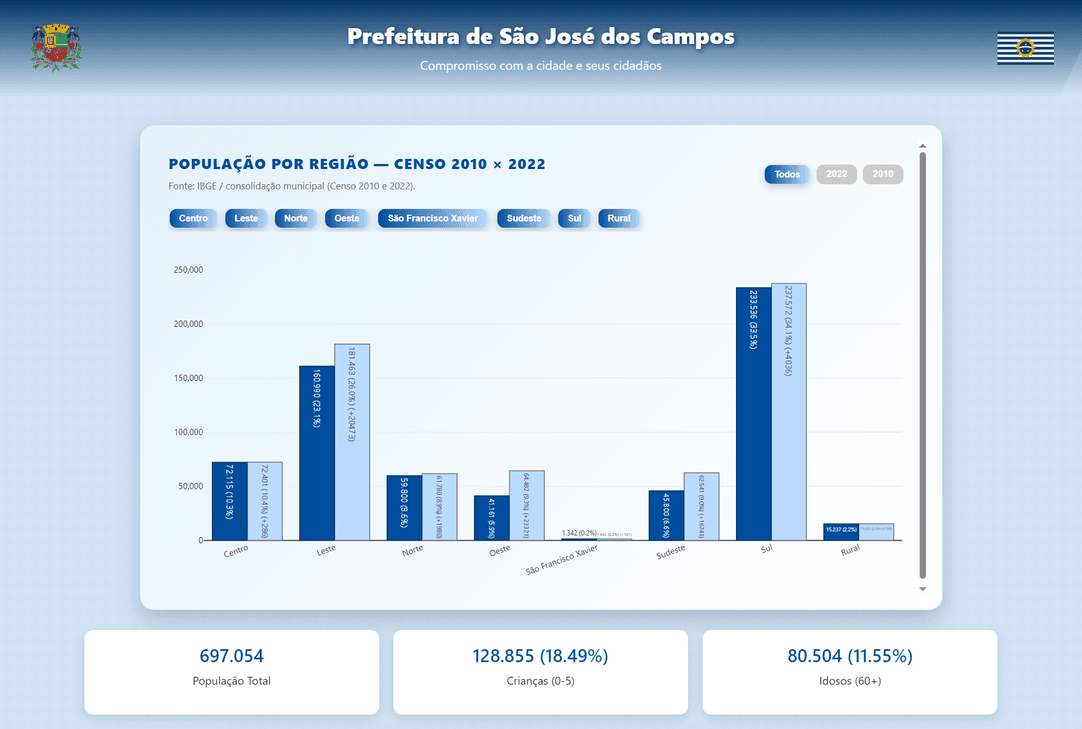 Prefeitura de São José dos Campos
Compromisso com a cidade e seus cidadãos
POPULAÇÃO POR REGIÃO — CENSO 2010 × 2022
Fonte: IBGE / consolidação municipal (Censo 2010 e 2022).
Todos
2022
2010
Centro
Leste
Norte
Oeste
São Francisco Xavier
Sudeste
Sul
Rural
250,000
200,000
150,000
100,000
50,000
0
72.115 (10.3%)
72.401 (10.4%) (+286)
160.990 (23.1%)
181.463 (26.0%) (+20473)
59.800 (8.6%)
61.780 (8.9%) (+1980)
41.161 (5.9%)
64.482 (9.3%) (+23321)
1.342 (0.2%)
45.800 (6.6%)
62.541 (9.0%) (+16741)
233.536 (33.5%)
237.572 (34.1%) (+4036)
15.237 (2.2%)
Centro
Leste
Norte
Oeste
São Francisco Xavier
Sudeste
Sul
Rural
697.054
População Total
128.855 (18.49%)
Crianças (0-5)
80.504 (11.55%)
Idosos (60+)